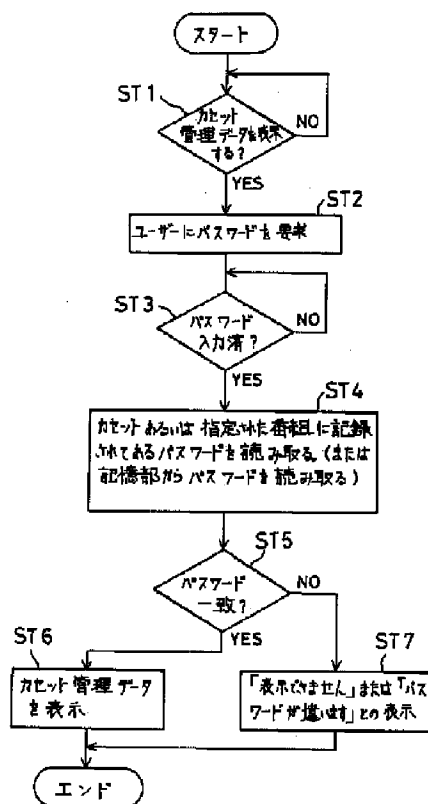 スタート
ST1
カセット
管理データを表示
する?
NO
YES
ST2
ユーザーにパスワードを要求
ST3
パスワード
入力済?
NO
YES
ST4
カセットあるいは指定された番組に記録
されてあるパスワードを読み取る。(または
記憶部からパスワードを読み取る)
ST5
パスワード
一致?
NO
YES
ST6
カセット管理データ
を表示
ST7
「表示できません」または「パス
ワードが違います」との表示
エンド